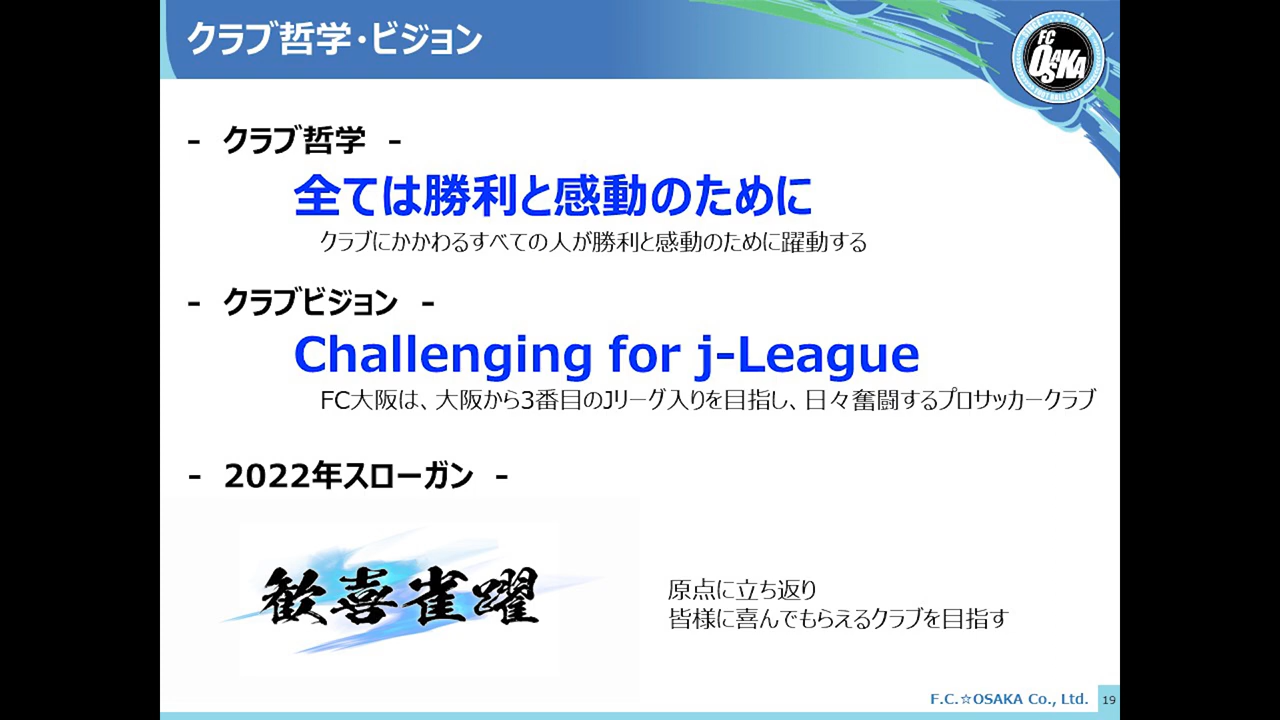 クラブ哲学・ビジョン
FC
OSAKA
- クラブ哲学 -
全ては勝利と感動のために
クラブにかかわるすべての人が勝利と感動のために躍動する
- クラブビジョン -
Challenging for j-League
FC大阪は、大阪から3番目のJリーグ入りを目指し、日々奮闘するプロサッカークラブ
- 2022年スローガン -
歓喜雀躍
原点に立ち返り
皆様に喜んでもらえるクラブを目指す
F.C.☆OSAKA Co., Ltd.
19